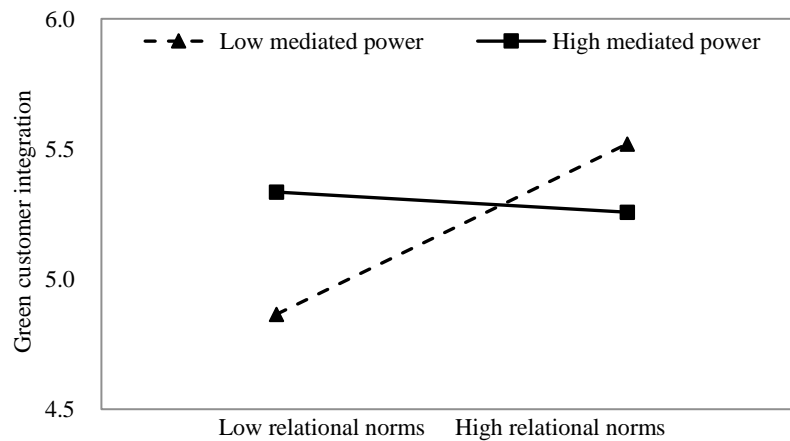 6.0
Low mediated power
High mediated power
5.5
5.0
4.5
Green customer integration
Low relational norms
High relational norms